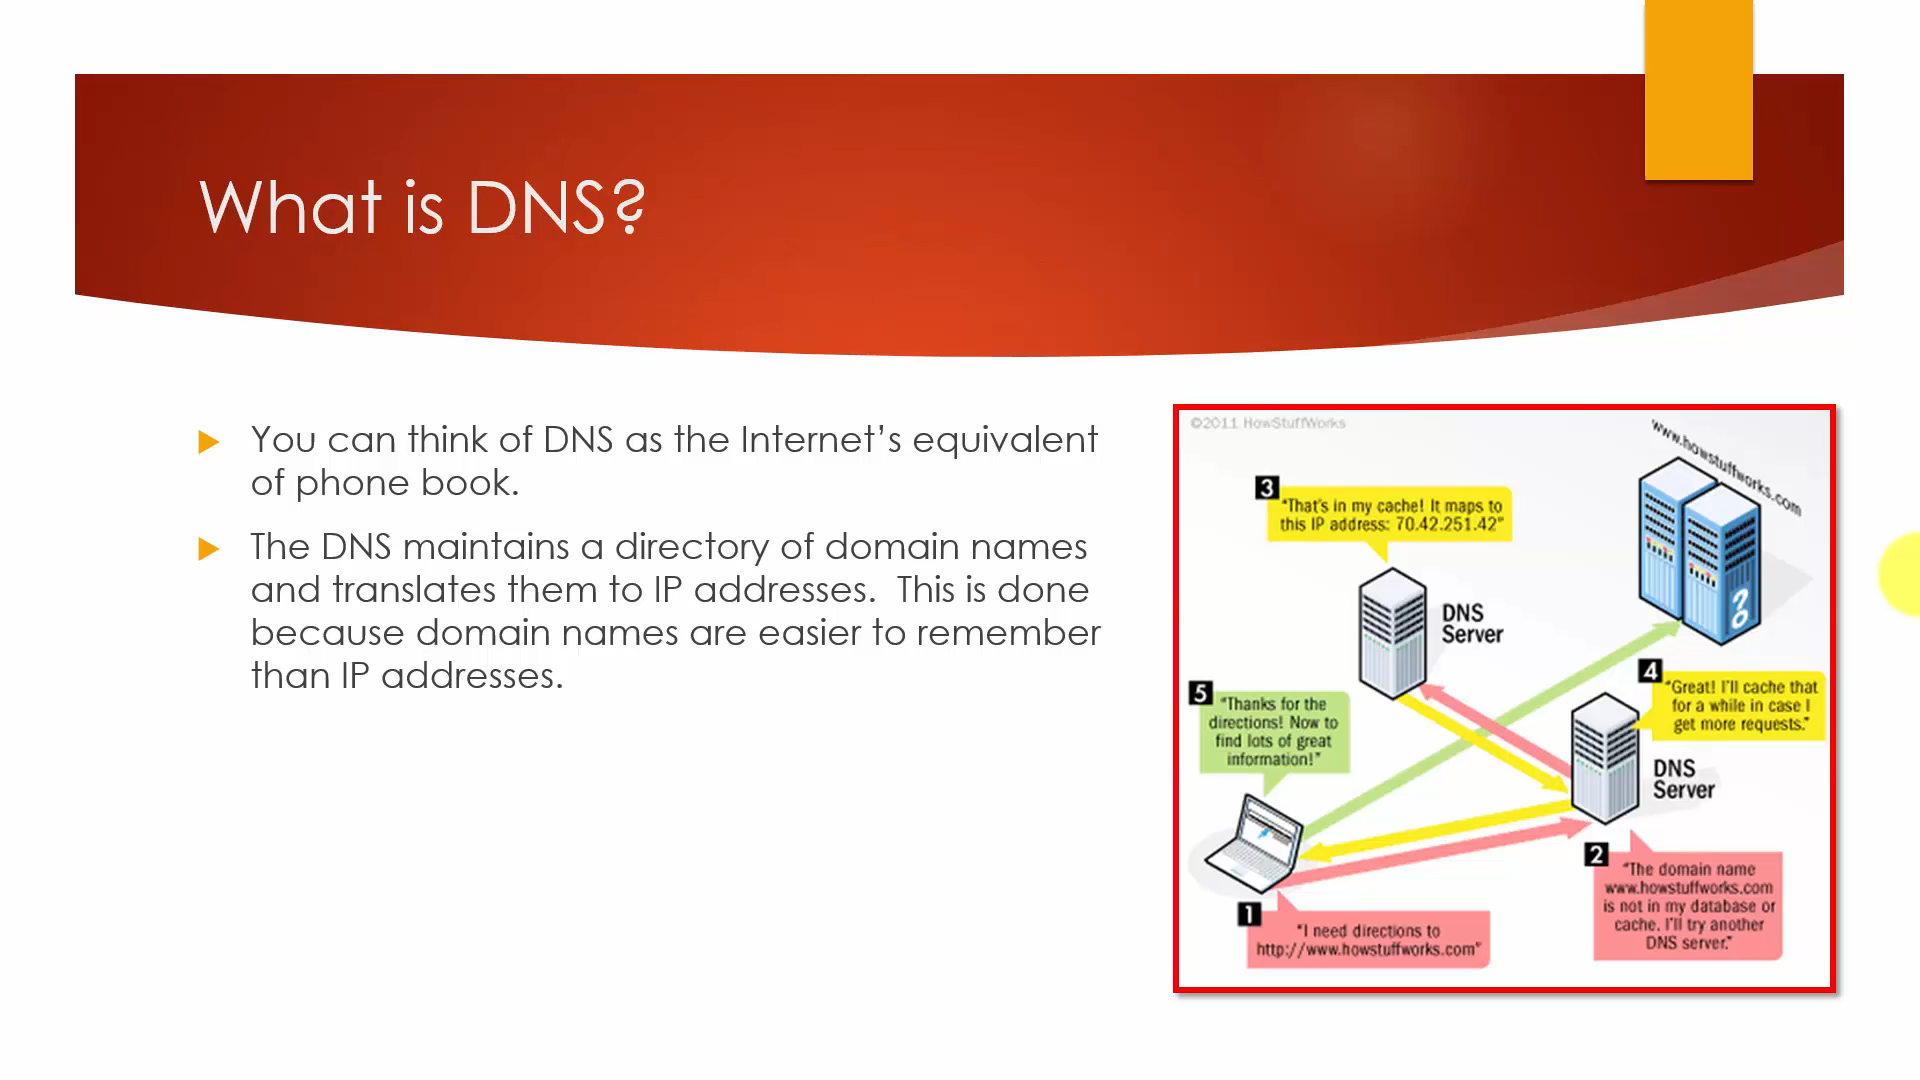 What is DNS?
You can think of DNS as the Internet’s equivalent
of phone book.
The DNS maintains a directory of domain names
and translates them to IP addresses.  This is done
because domain names are easier to remember
than IP addresses.
©2011 HowStuffWorks
www.howstuffworks.com
3
"That's in my cache! It maps to
this IP address: 70.42.251.42"
DNS
Server
?
4
"Great! I'll cache that
for a while in case I
get more requests."
5
"Thanks for the
directions! Now to
find lots of great
information!"
DNS
Server
2
"The domain name
www.howstuffworks.com
is not in my database or
cache. I'll try another
DNS server."
1
"I need directions to
http://www.howstuffworks.com"